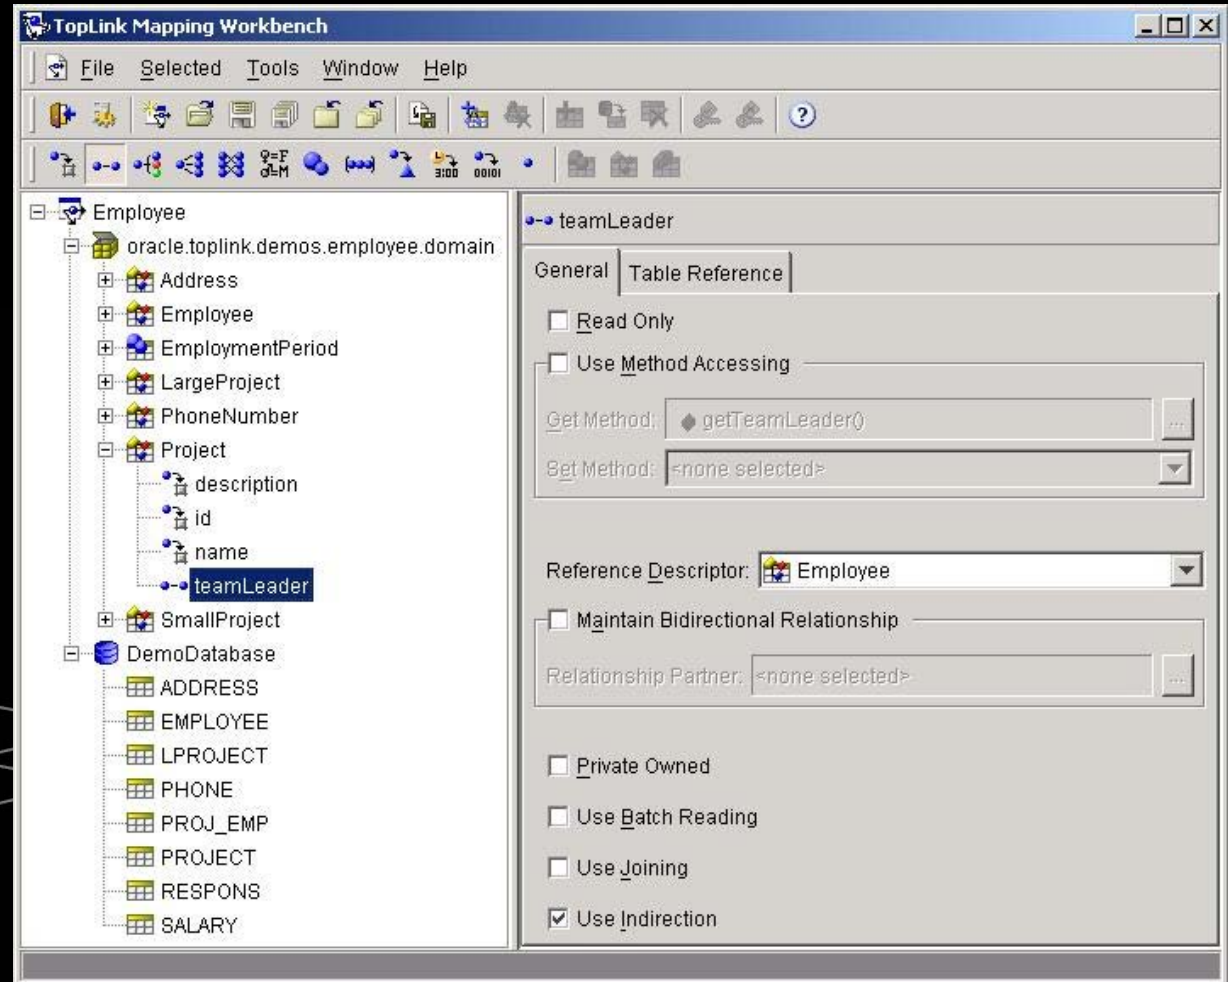 TopLink Mapping Workbench
File Selected Tools Window Help
Employee
oracle.toplink.demos.employee.domain
Address
Employee
EmploymentPeriod
LargeProject
PhoneNumber
Project
description
id
name
teamLeader
SmallProject
DemoDatabase
ADDRESS
EMPLOYEE
LPROJECT
PHONE
PROJ_EMP
PROJECT
RESPONS
SALARY
teamLeader
General Table Reference
Read Only
Use Method Accessing
Get Method: getTeamLeader() ...
Set Method: <none selected>
Reference Descriptor: Employee
Maintain Bidirectional Relationship
Relationship Partner: <none selected> ...
Private Owned
Use Batch Reading
Use Joining
Use Indirection